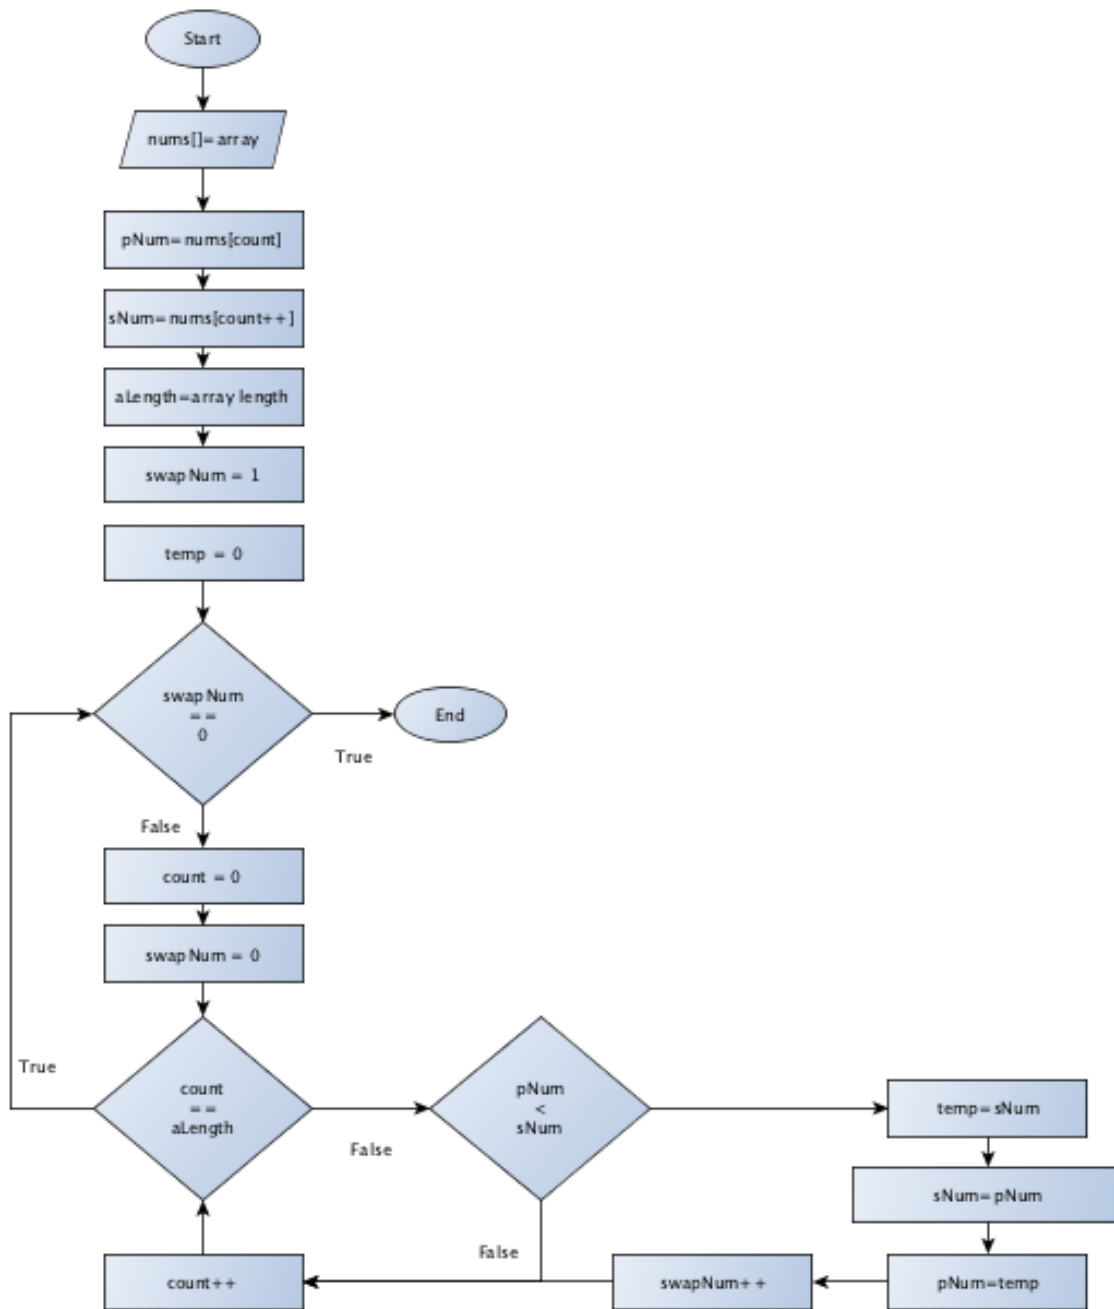 Start
nums[]=array
pNum=nums[count]
sNum=nums[count++]
aLength=array length
swapNum = 1
temp = 0
swapNum
==
0
End
True
False
count = 0
swapNum = 0
True
count
==
aLength
False
pNum
<
sNum
temp=sNum
sNum=pNum
False
count++
swapNum++
pNum=temp